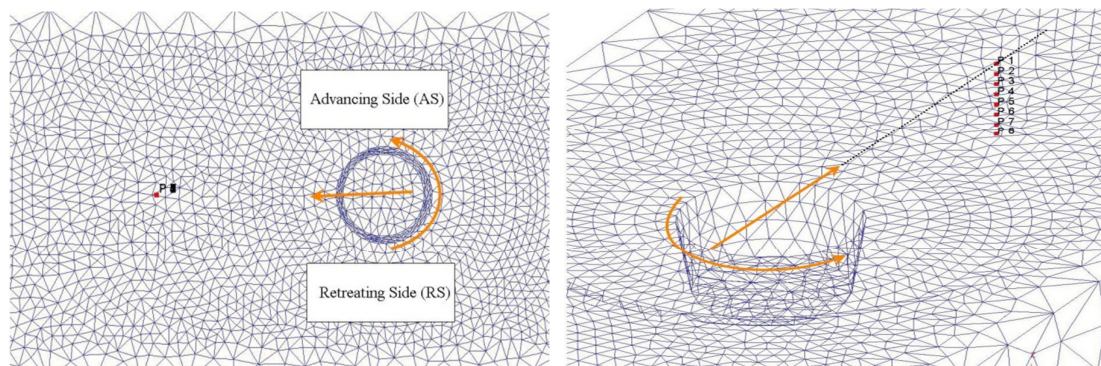 Advancing Side (AS)
P
Retreating Side (RS)
P 1
P 2
P 3
P 4
P 5
P 6
P 7
P 8